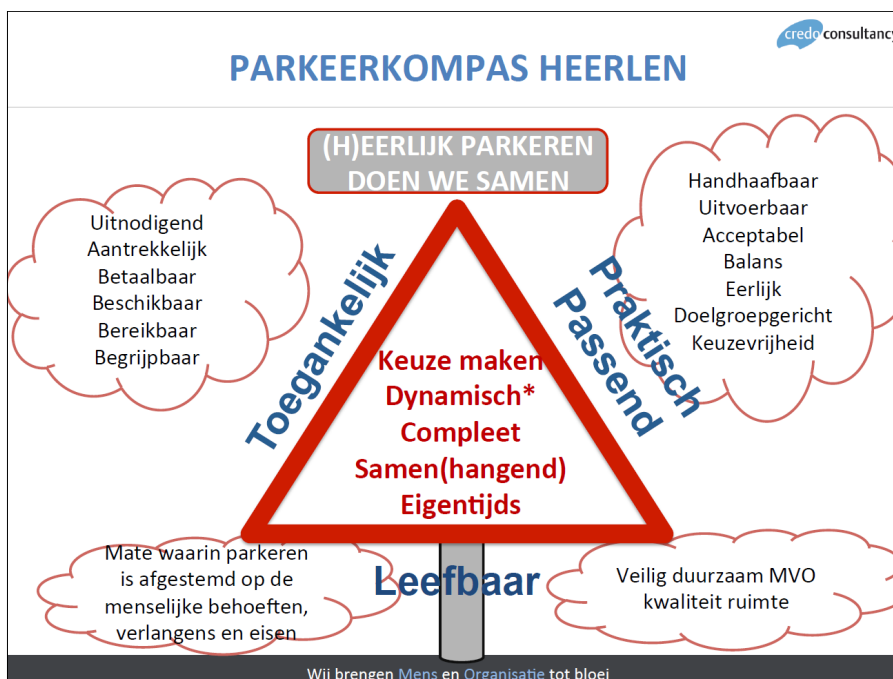 credo consultancy
PARKEERKOMPAS HEERLEN
(H)EERLIJK PARKEREN
DOEN WE SAMEN
Uitnodigend
Aantrekkelijk
Betaalbaar
Beschikbaar
Bereikbaar
Begrijpbaar
Toegankelijk
Keuze maken
Dynamisch*
Compleet
Samen(hangend)
Eigentijds
Praktisch
Passend
Handhaafbaar
Uitvoerbaar
Acceptabel
Balans
Eerlijk
Doelgroepgericht
Keuzevrijheid
Mate waarin parkeren
is afgestemd op de
menselijke behoeften,
verlangens en eisen
Leefbaar
Veilig duurzaam MVO
kwaliteit ruimte
Wij brengen Mens en Organisatie tot bloei